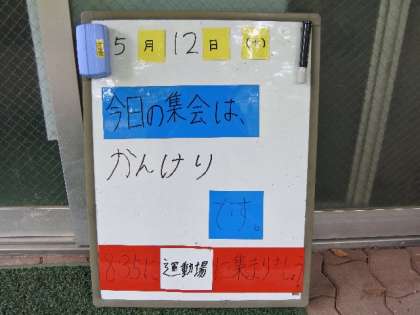 5月12日(水)
今日の集会は、
かんけり
です。
8:35に運動場に集まりましょう